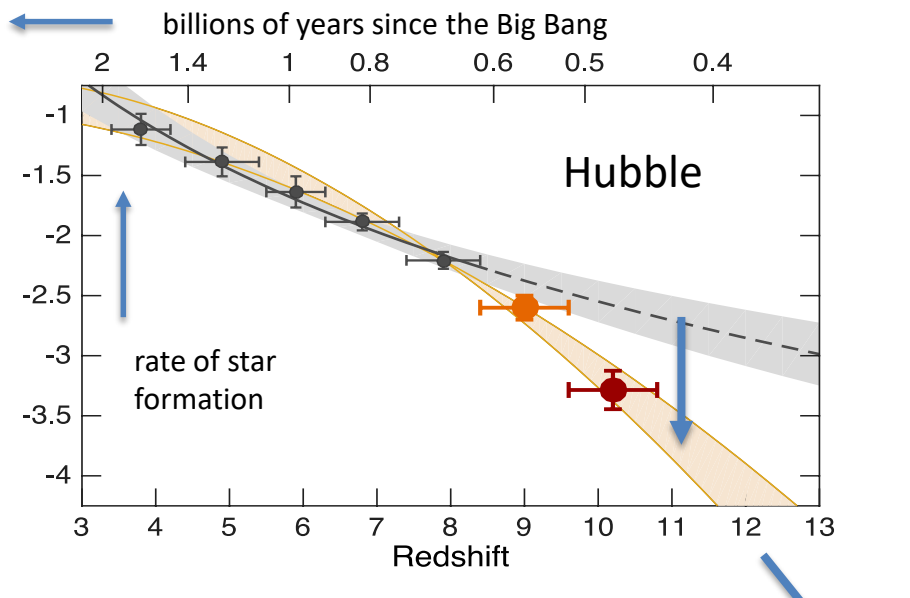 billions of years since the Big Bang
2 1.4 1 0.8 0.6 0.5 0.4
-1
Hubble
-1.5
-2
-2.5
-3
rate of star
formation
-3.5
-4
3 4 5 6 7 8 9 10 11 12 13
Redshift